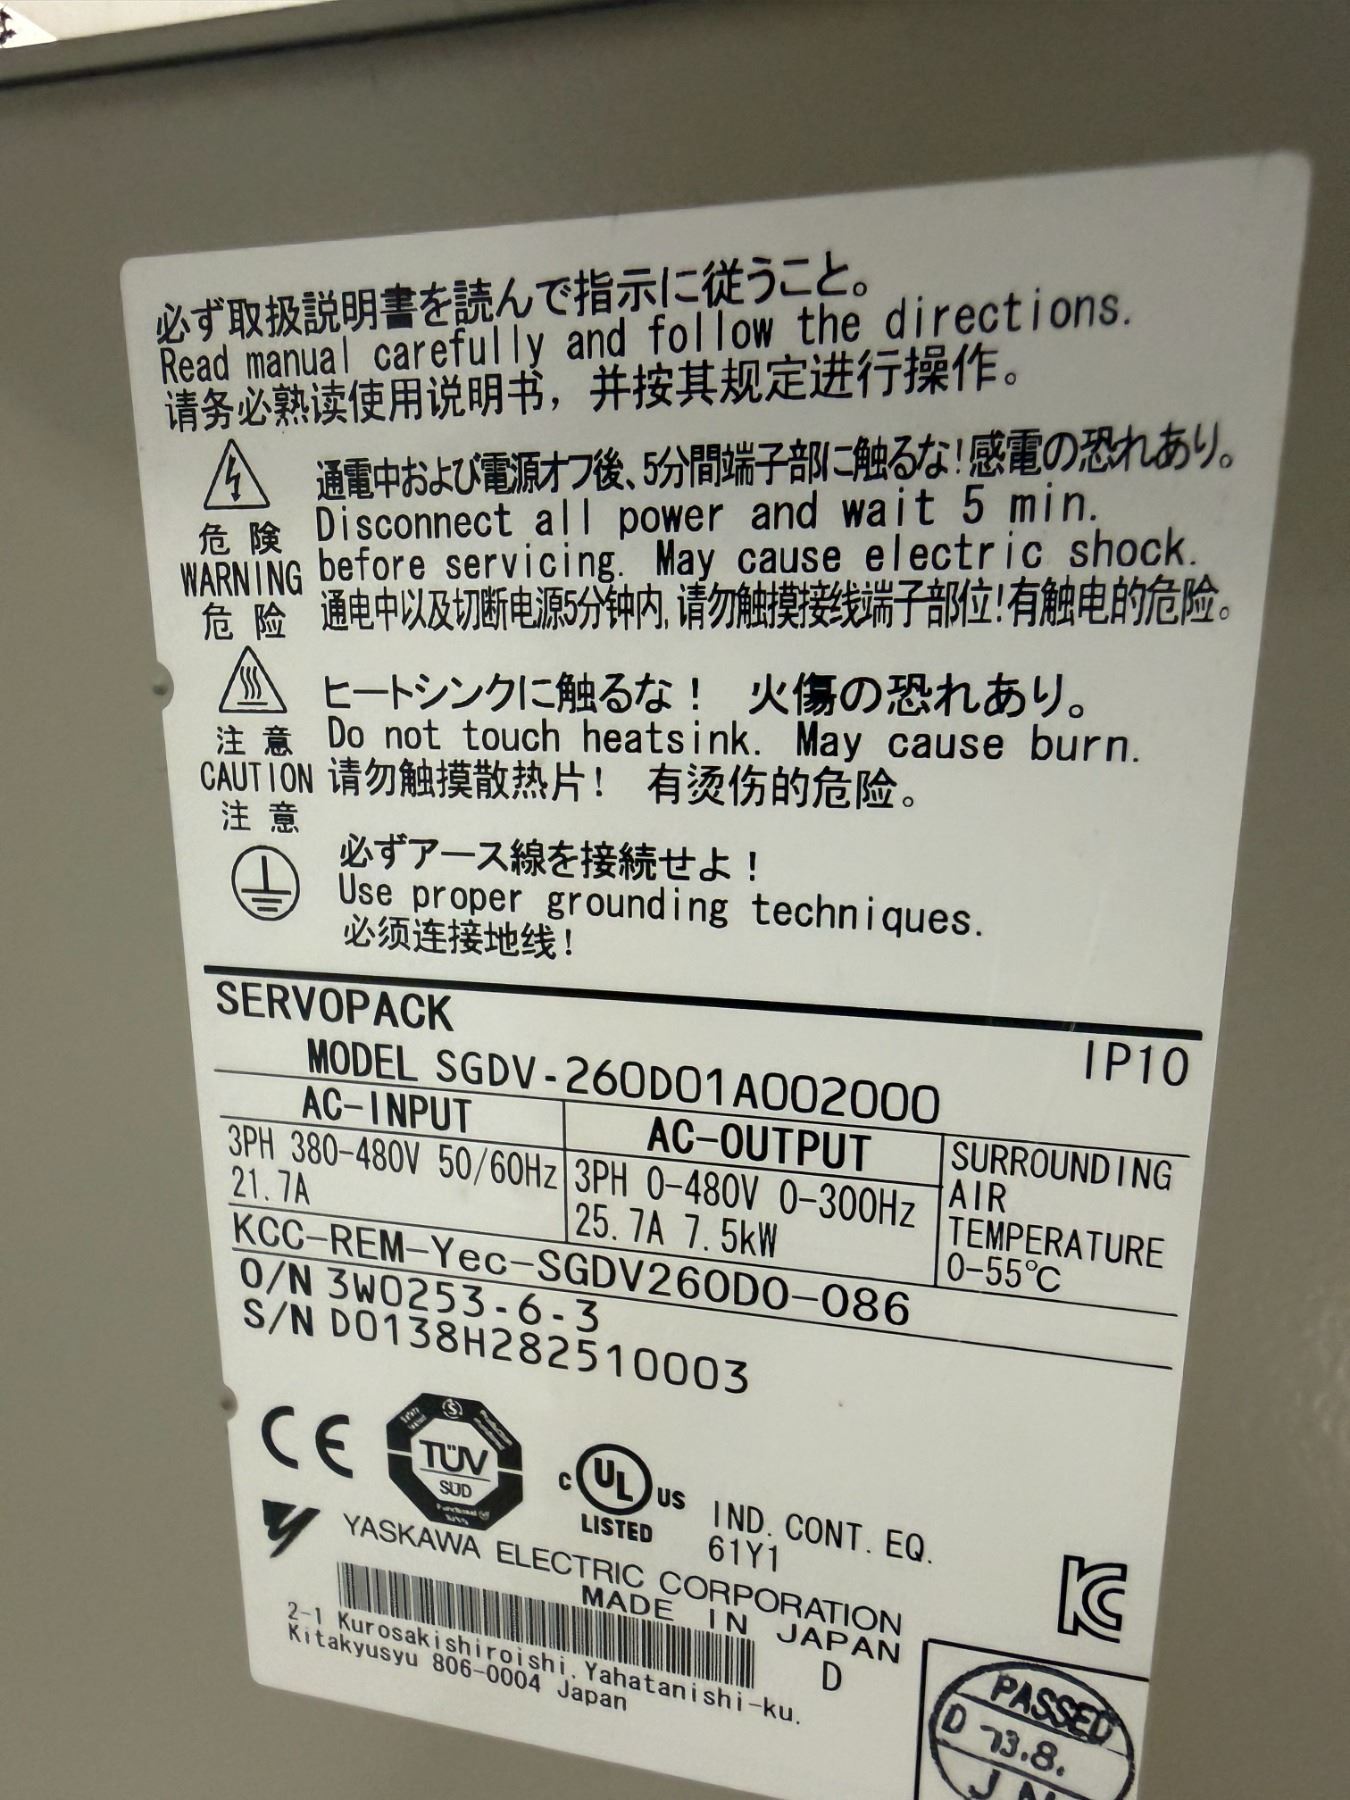 必ず取扱説明書を読んで指示に従うこと。
Read manual carefully and follow the directions.
请务必熟读使用说明书，并按其规定进行操作。
危険
WARNING
危险
通電中および電源オフ後、5分間端子部に触るな！感電の恐れあり。
Disconnect all power and wait 5 min.
before servicing. May cause electric shock.
通电中以及切断电源5分钟内,请勿触摸接线端子部位！有触电的危险。
注意
CAUTION
注意
ヒートシンクに触るな！ 火傷の恐れあり。
Do not touch heatsink. May cause burn.
请勿触摸散热片！ 有烫伤的危险。
必ずアース線を接続せよ！
Use proper grounding techniques.
必须连接地线！
SERVOPACK
IP10
MODEL SGDV-260D01A002000
AC-INPUT
3PH 380-480V 50/60Hz
21.7A
AC-OUTPUT
3PH 0-480V 0-300Hz
25.7A 7.5kW
SURROUNDING
AIR
TEMPERATURE
0-55℃
KCC-REM-Yec-SGDV260D0-086
O/N 3W0253-6-3
S/N D0138H282510003
CE
TÜV
SÜD
C UL US
LISTED
IND. CONT. EQ.
61Y1
YASKAWA ELECTRIC CORPORATION
MADE IN JAPAN
D
2-1 Kurosakishiroishi, Yahatanishi-ku.
Kitakyusyu 806-0004 Japan
PASSED
D 73.8.